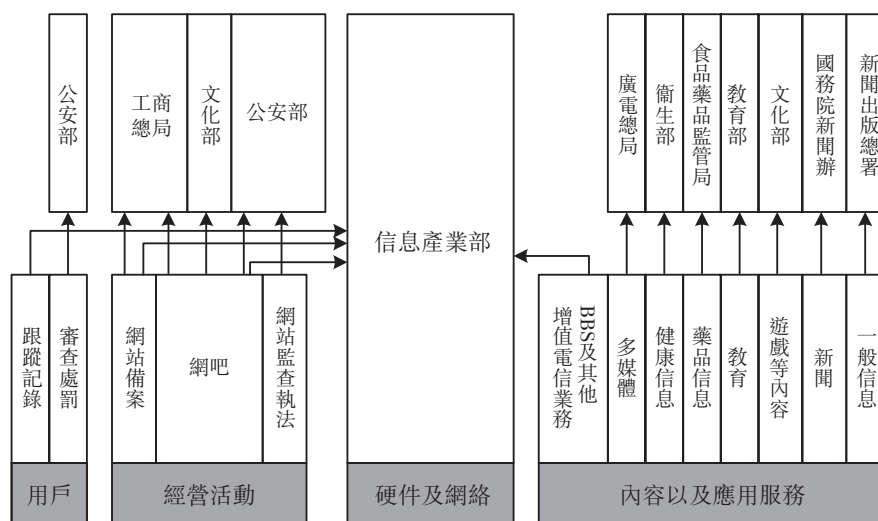 公安部
工商
總局
文化部
公安部
信息產業部
廣電總局
衞生部
食品藥品監管局
教育部
文化部
國務院新聞辦
新聞出版總署
跟蹤記錄
審查處罰
網站備案
網吧
網站監查執法
BBS及其他
增值電信業務
多媒體
健康信息
藥品信息
教育
遊戲等內容
新聞
一般信息
用戶
經營活動
硬件及網絡
內容以及應用服務